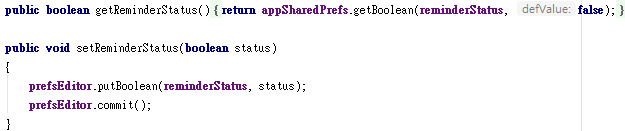 public boolean getReminderStatus(){ return appSharedPrefs.getBoolean(reminderStatus, defValue: false); }
public void setReminderStatus(boolean status)
{
prefsEditor.putBoolean(reminderStatus, status);
prefsEditor.commit();
}